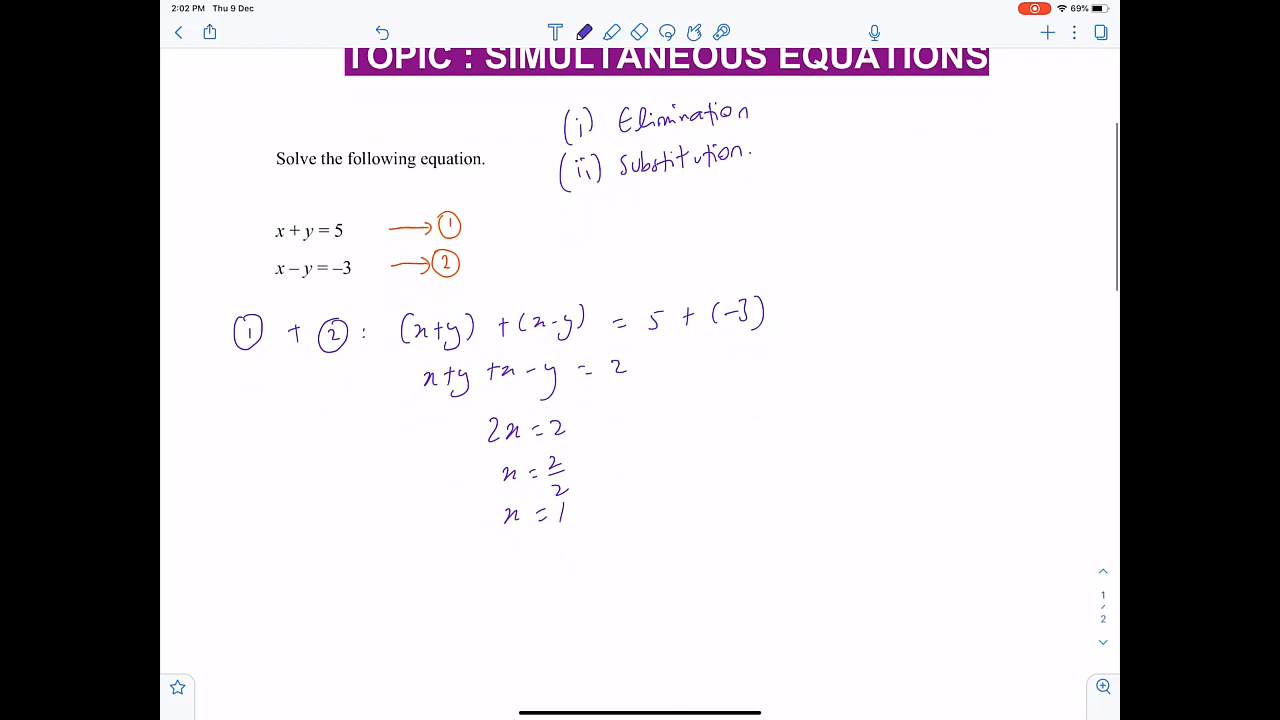 2:02 PM Thu 9 Dec 69%
TOPIC : SIMULTANEOUS EQUATIONS
(i) Elimination
(ii) Substitution.
Solve the following equation.
x + y = 5 → ①
x – y = –3 → ②
① + ② : (x+y) + (x-y) = 5 + (-3)
x+y +x - y = 2
2x = 2
x = 2/2
x = 1
1
/
2